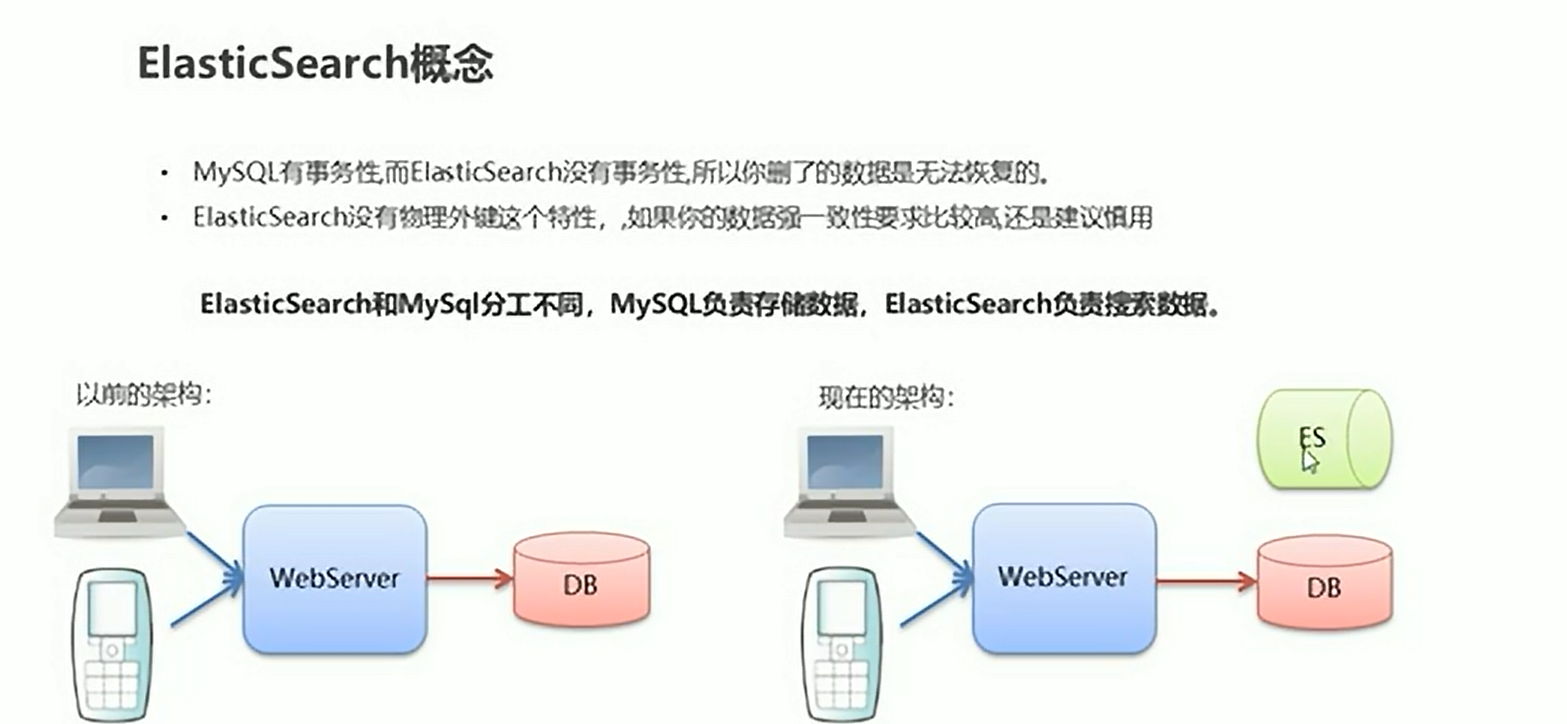 ElasticSearch概念
• MySQL有事务性,而ElasticSearch没有事务性,所以你删了的数据是无法恢复的。
• ElasticSearch没有物理外键这个特性，,如果你的数据强一致性要求比较高,还是建议慎用
ElasticSearch和MySql分工不同，MySQL负责存储数据，ElasticSearch负责搜索数据。
以前的架构：
WebServer
DB
现在的架构：
ES
WebServer
DB